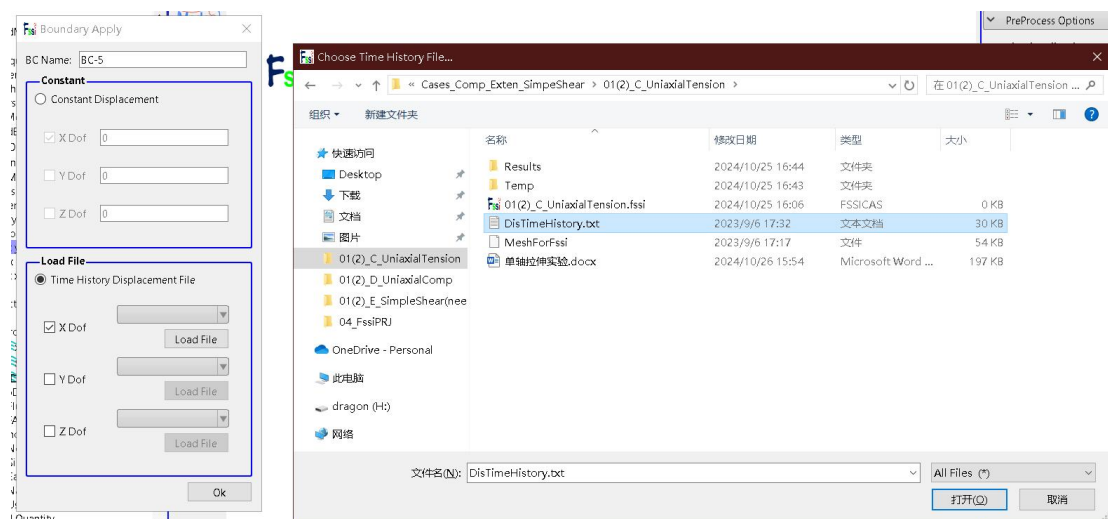 Fssi Boundary Apply
BC Name: BC-5
Constant
Constant Displacement
X Dof 0
Y Dof 0
Z Dof 0
Load File
Time History Displacement File
X Dof
Load File
Y Dof
Load File
Z Dof
Load File
Ok
Quantity
PreProcess Options
Fssi Choose Time History File...
« Cases_Comp_Exten_SimpeShear > 01(2)_C_UniaxialTension >
在 01(2)_C_UniaxialTension ...
组织 新建文件夹
名称 修改日期 类型 大小
快速访问
Desktop
下载
文档
图片
01(2)_C_UniaxialTension
01(2)_D_UniaxialComp
01(2)_E_SimpleShear(nee
04_FssiPRJ
OneDrive - Personal
此电脑
dragon (H:)
网络
Results 2024/10/25 16:44 文件夹
Temp 2024/10/25 16:43 文件夹
01(2)_C_UniaxialTension.fssi 2024/10/25 16:06 FSSICAS 0 KB
DisTimeHistory.txt 2023/9/6 17:32 文本文档 30 KB
MeshForFssi 2023/9/6 17:17 文件 54 KB
单轴拉伸实验.docx 2024/10/26 15:54 Microsoft Word ... 197 KB
文件名(N): DisTimeHistory.txt
All Files (*)
打开(O) 取消